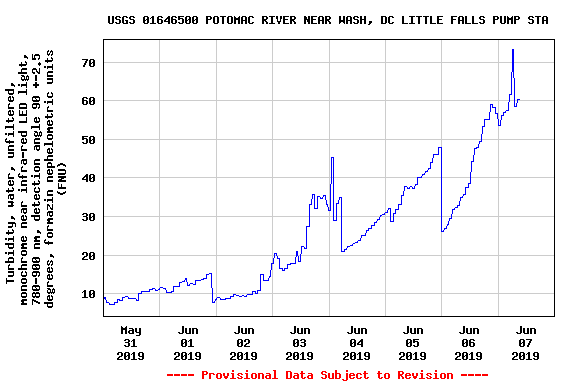 USGS 01646500 POTOMAC RIVER NEAR WASH, DC LITTLE FALLS PUMP STA
Turbidity, water, unfiltered,
monochrome near infra-red LED light,
780-900 nm, detection angle 90 +-2.5
degrees, formazin nephelometric units
(FNU)
70
60
50
40
30
20
10
May Jun Jun Jun Jun Jun Jun Jun
31 01 02 03 04 05 06 07
2019 2019 2019 2019 2019 2019 2019 2019
---- Provisional Data Subject to Revision ----